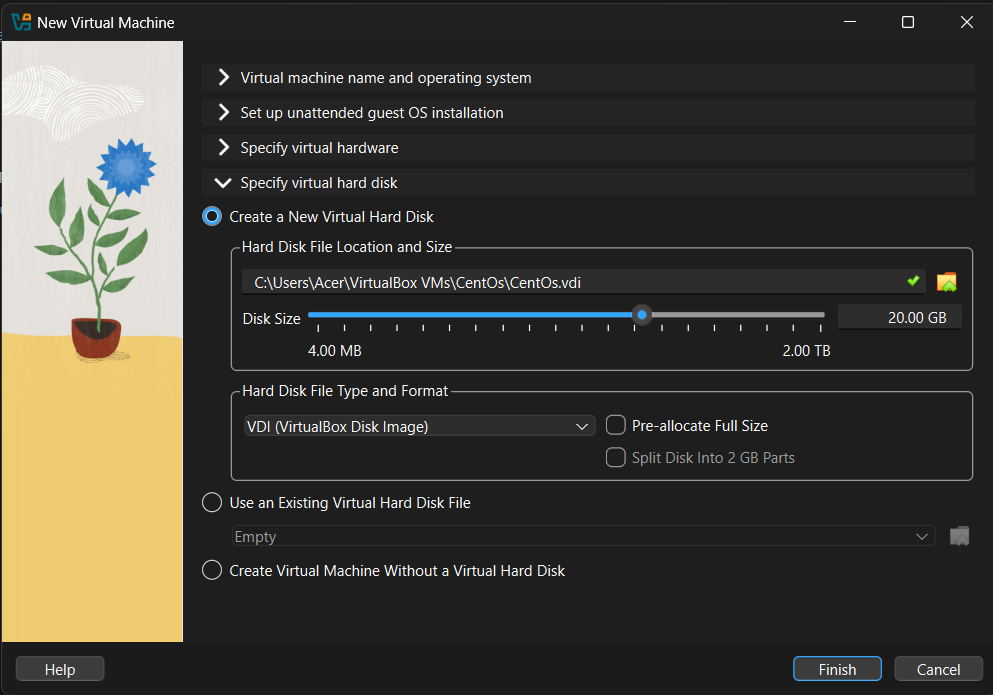 New Virtual Machine
Virtual machine name and operating system
Set up unattended guest OS installation
Specify virtual hardware
Specify virtual hard disk
Create a New Virtual Hard Disk
Hard Disk File Location and Size
C:\Users\Acer\VirtualBox VMs\CentOs\CentOs.vdi
Disk Size 20.00 GB
4.00 MB 2.00 TB
Hard Disk File Type and Format
VDI (VirtualBox Disk Image) Pre-allocate Full Size
Split Disk Into 2 GB Parts
Use an Existing Virtual Hard Disk File
Empty
Create Virtual Machine Without a Virtual Hard Disk
Help Finish Cancel